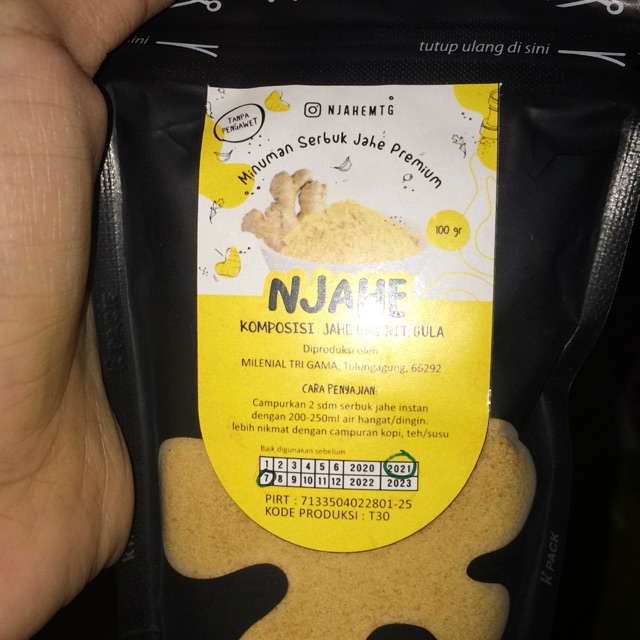 ini
tutup ulang di sini
NJAHEMTG
TANPA
PENGAWET
Minuman Serbuk Jahe Premium
100 gr
NJAHE
KOMPOSISI : JAHE GULA
Diproduksi oleh
MILENIAL TRI GAMA, Tulungagung, 66292
CARA PENYAJIAN:
Campurkan 2 sdm serbuk jahe instan
dengan 200-250ml air hangat/dingin.
lebih nikmat dengan campuran kopi, teh/susu
Baik digunakan sebelum
1 2 3 4 5 6 2020 2021
7 8 9 10 11 12 2022 2023
PIRT : 7133504022801-25
KODE PRODUKSI : T30
K PACK